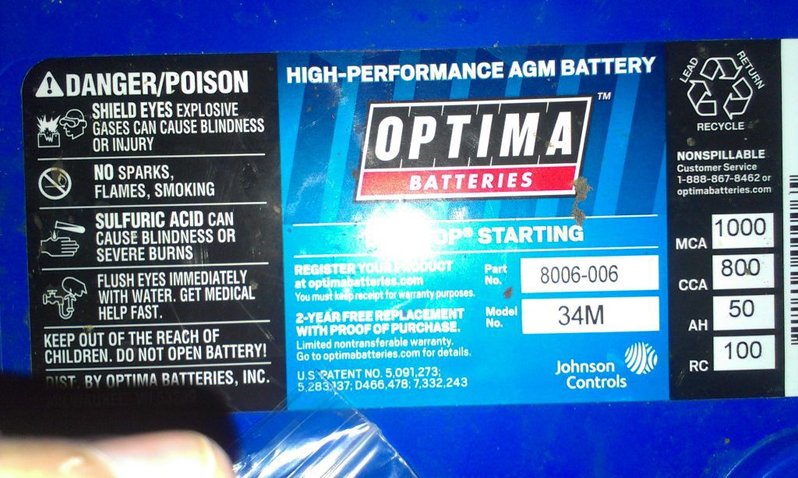 DANGER/POISON
SHIELD EYES EXPLOSIVE
GASES CAN CAUSE BLINDNESS
OR INJURY
NO SPARKS,
FLAMES, SMOKING
SULFURIC ACID CAN
CAUSE BLINDNESS OR
SEVERE BURNS
FLUSH EYES IMMEDIATELY
WITH WATER. GET MEDICAL
HELP FAST.
KEEP OUT OF THE REACH OF
CHILDREN. DO NOT OPEN BATTERY!
DIST. BY OPTIMA BATTERIES, INC.
HIGH-PERFORMANCE AGM BATTERY
OPTIMA TM
BATTERIES
STARTING
REGISTER YOUR PRODUCT
at optimabatteries.com
You must keep receipt for warranty purposes.
2-YEAR FREE REPLACEMENT
WITH PROOF OF PURCHASE.
Limited nontransferable warranty.
Go to optimabatteries.com for details.
U.S. PATENT NO. 5,091,273;
5,283,137; D466,478; 7,332,243
Part
No. 8006-006
Model
No. 34M
Johnson
Controls
LEAD RETURN
RECYCLE
NONSPILLABLE
Customer Service
1-888-867-8462 or
optimabatteries.com
MCA 1000
CCA 800
AH 50
RC 100